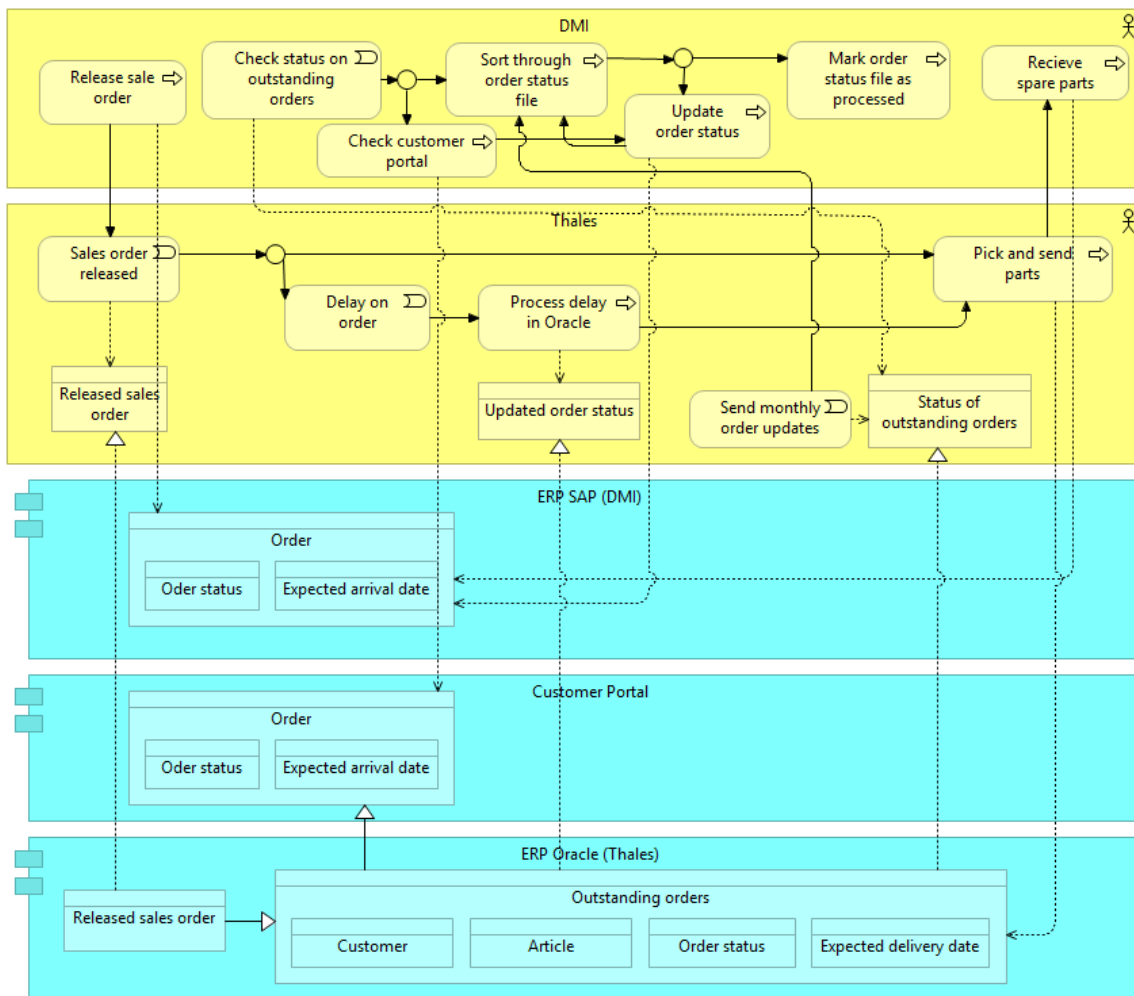 DMI
Release sale
order
Check status on
outstanding
orders
Sort through
order status
file
Mark order
status file as
processed
Recieve
spare parts
Check customer
portal
Update
order status
Thales
Sales order
released
Pick and send
parts
Delay on
order
Process delay
in Oracle
Released sales
order
Updated order status
Send monthly
order updates
Status of
outstanding orders
ERP SAP (DMI)
Order
Oder status
Expected arrival date
Customer Portal
Order
Oder status
Expected arrival date
ERP Oracle (Thales)
Released sales order
Outstanding orders
Customer
Article
Order status
Expected delivery date